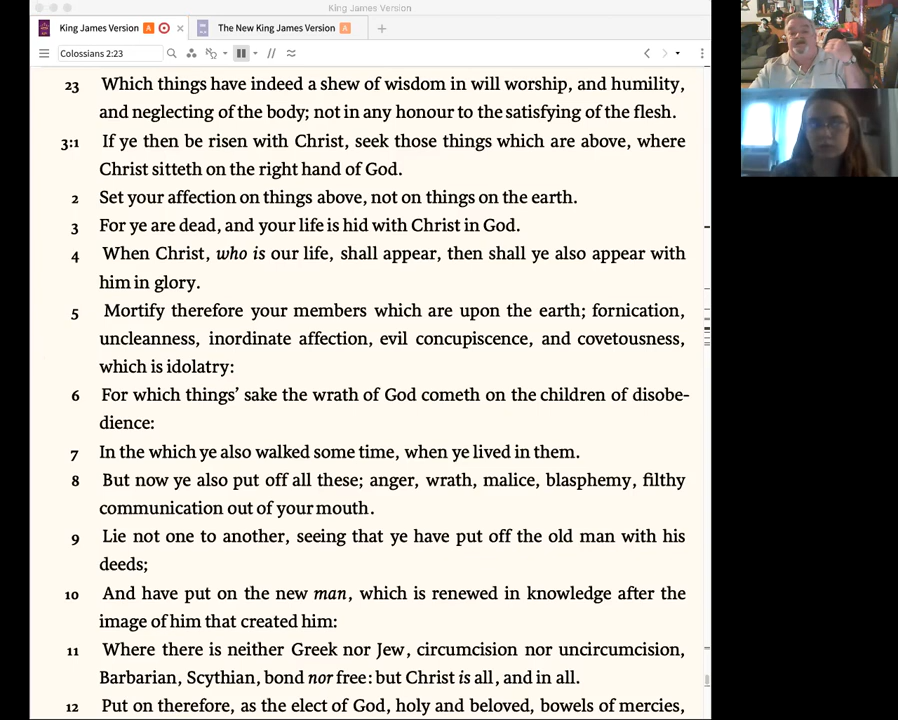 King James Version
King James Version A
The New King James Version A
Colossians 2:23
23 Which things have indeed a shew of wisdom in will worship, and humility,
and neglecting of the body; not in any honour to the satisfying of the flesh.
3:1 If ye then be risen with Christ, seek those things which are above, where
Christ sitteth on the right hand of God.
2 Set your affection on things above, not on things on the earth.
3 For ye are dead, and your life is hid with Christ in God.
4 When Christ, who is our life, shall appear, then shall ye also appear with
him in glory.
5 Mortify therefore your members which are upon the earth; fornication,
uncleanness, inordinate affection, evil concupiscence, and covetousness,
which is idolatry:
6 For which things’ sake the wrath of God cometh on the children of disobe-
dience:
7 In the which ye also walked some time, when ye lived in them.
8 But now ye also put off all these; anger, wrath, malice, blasphemy, filthy
communication out of your mouth.
9 Lie not one to another, seeing that ye have put off the old man with his
deeds;
10 And have put on the new man, which is renewed in knowledge after the
image of him that created him:
11 Where there is neither Greek nor Jew, circumcision nor uncircumcision,
Barbarian, Scythian, bond nor free: but Christ is all, and in all.
12 Put on therefore, as the elect of God, holy and beloved, bowels of mercies,